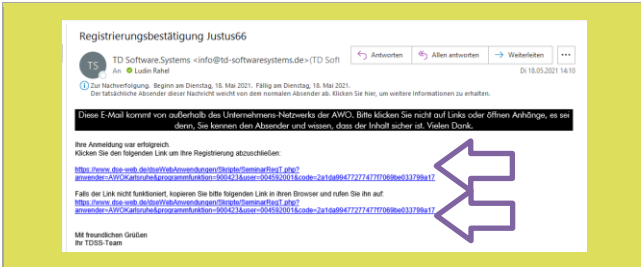 Registrierungsbestätigung Justus66
TS
TD Software.Systems <info@td-softwaresystems.de>(TD Soft
Antworten
Allen antworten
Weiterleiten
An Ludin Rahel
Di 18.05.2021 14:10
Zur Nachverfolgung. Beginn am Dienstag, 18. Mai 2021. Fällig am Dienstag, 18. Mai 2021.
Der tatsächliche Absender dieser Nachricht weicht von dem normalen Absender ab. Klicken Sie hier, um weitere Informationen zu erhalten.
Diese E-Mail kommt von außerhalb des Unternehmens-Netzwerks der AWO. Bitte klicken Sie nicht auf Links oder öffnen Anhänge, es sei
denn, Sie kennen den Absender und wissen, dass der Inhalt sicher ist. Vielen Dank.
Ihre Anmeldung war erfolgreich.
Klicken Sie den folgenden Link um Ihre Registrierung abzuschließen:
https://www.dse-web.de/dseWebAnwendungen/Skripte/SeminarRegT.php?
anwender=AWOKarlsruhe&programmfunktion=900423&user=004592001&code=2a1da99477277477f7069be033799a17
Falls der Link nicht funktioniert, kopieren Sie bitte folgenden Link in ihren Browser und rufen Sie ihn auf:
https://www.dse-web.de/dseWebAnwendungen/Skripte/SeminarRegT.php?
anwender=AWOKarlsruhe&programmfunktion=900423&user=004592001&code=2a1da99477277477f7069be033799a17
Mit freundlichen Grüßen
Ihr TDSS-Team